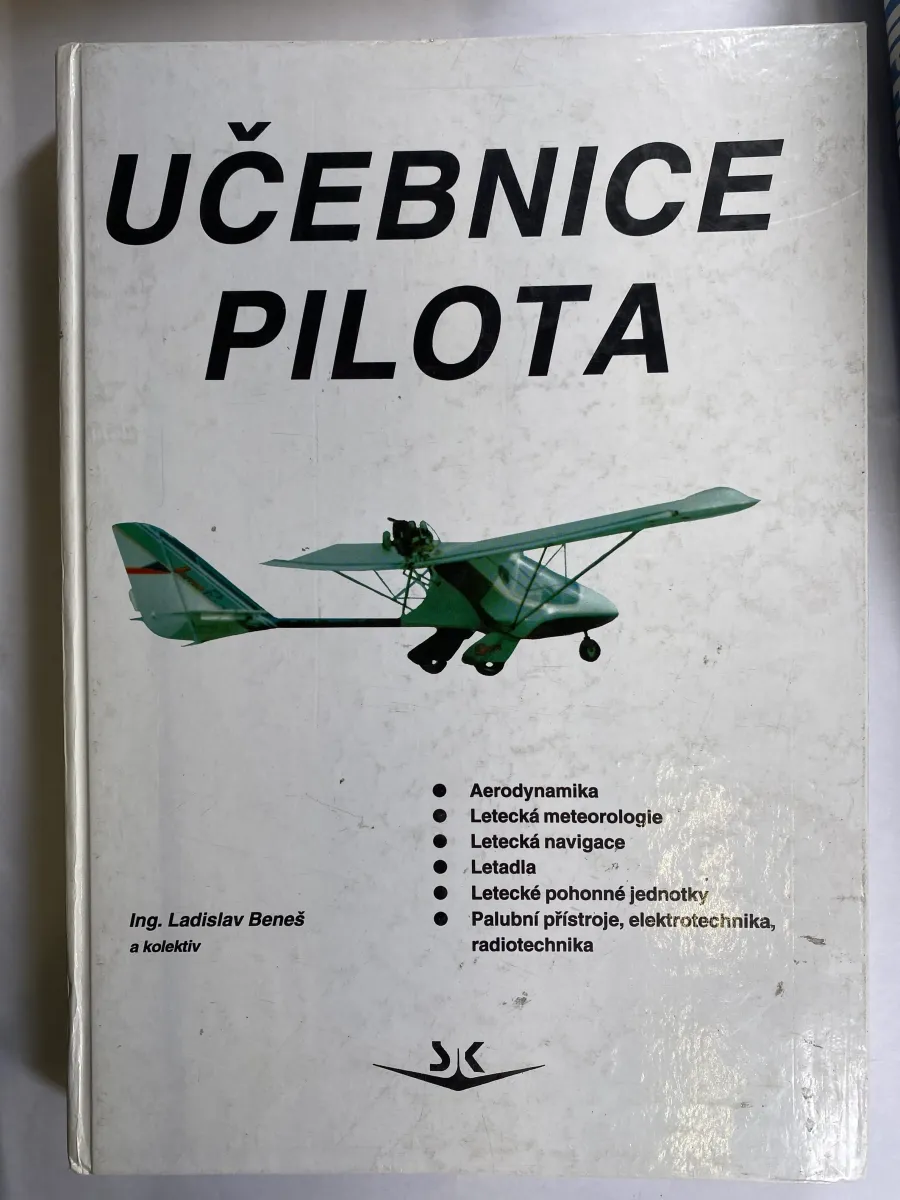 UČEBNICE
PILOTA
● Aerodynamika
● Letecká meteorologie
● Letecká navigace
● Letadla
● Letecké pohonné jednotky
● Palubní přístroje, elektrotechnika,
radiotechnika
Ing. Ladislav Beneš
a kolektiv
SK